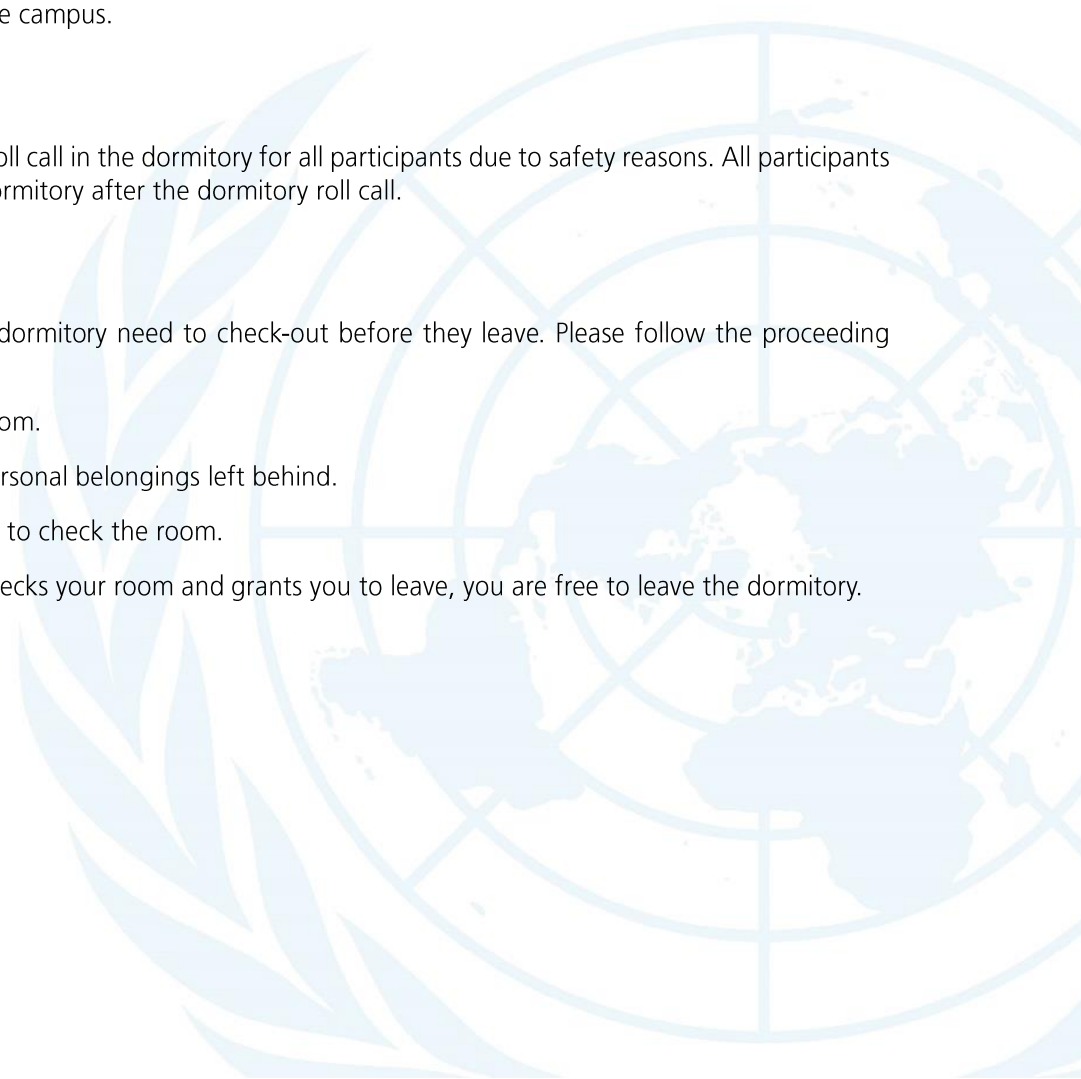 e campus.
oll call in the dormitory for all participants due to safety reasons. All participants
ormitory after the dormitory roll call.
dormitory need to check-out before they leave. Please follow the proceeding
om.
rsonal belongings left behind.
to check the room.
ecks your room and grants you to leave, you are free to leave the dormitory.